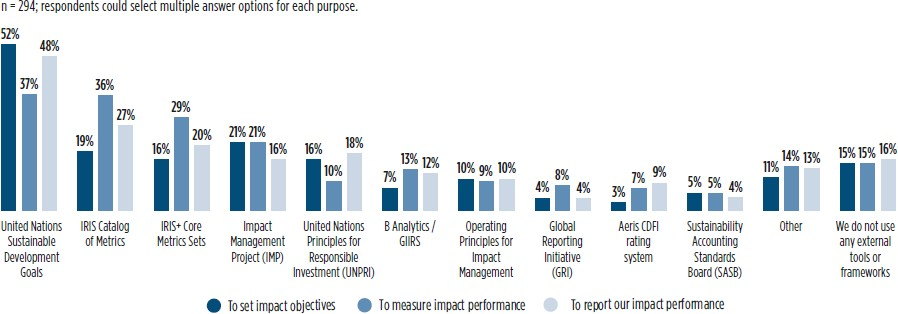 n = 294; respondents could select multiple answer options for each purpose.
52%
37%
48%
19%
36%
27%
16%
29%
20%
21%
21%
16%
16%
10%
18%
7%
13%
12%
10%
9%
10%
4%
8%
4%
3%
7%
9%
5%
5%
4%
11%
14%
13%
15%
15%
16%
United Nations
Sustainable
Development
Goals
IRIS Catalog
of Metrics
IRIS+ Core
Metrics Sets
Impact
Management
Project (IMP)
United Nations
Principles for
Responsible
Investment (UNPRI)
B Analytics /
GIIRS
Operating
Principles for
Impact
Management
Global
Reporting
Initiative
(GRI)
Aeris CDFI
rating
system
Sustainability
Accounting
Standards
Board (SASB)
Other
We do not use
any external
tools or
frameworks
To set impact objectives
To measure impact performance
To report our impact performance